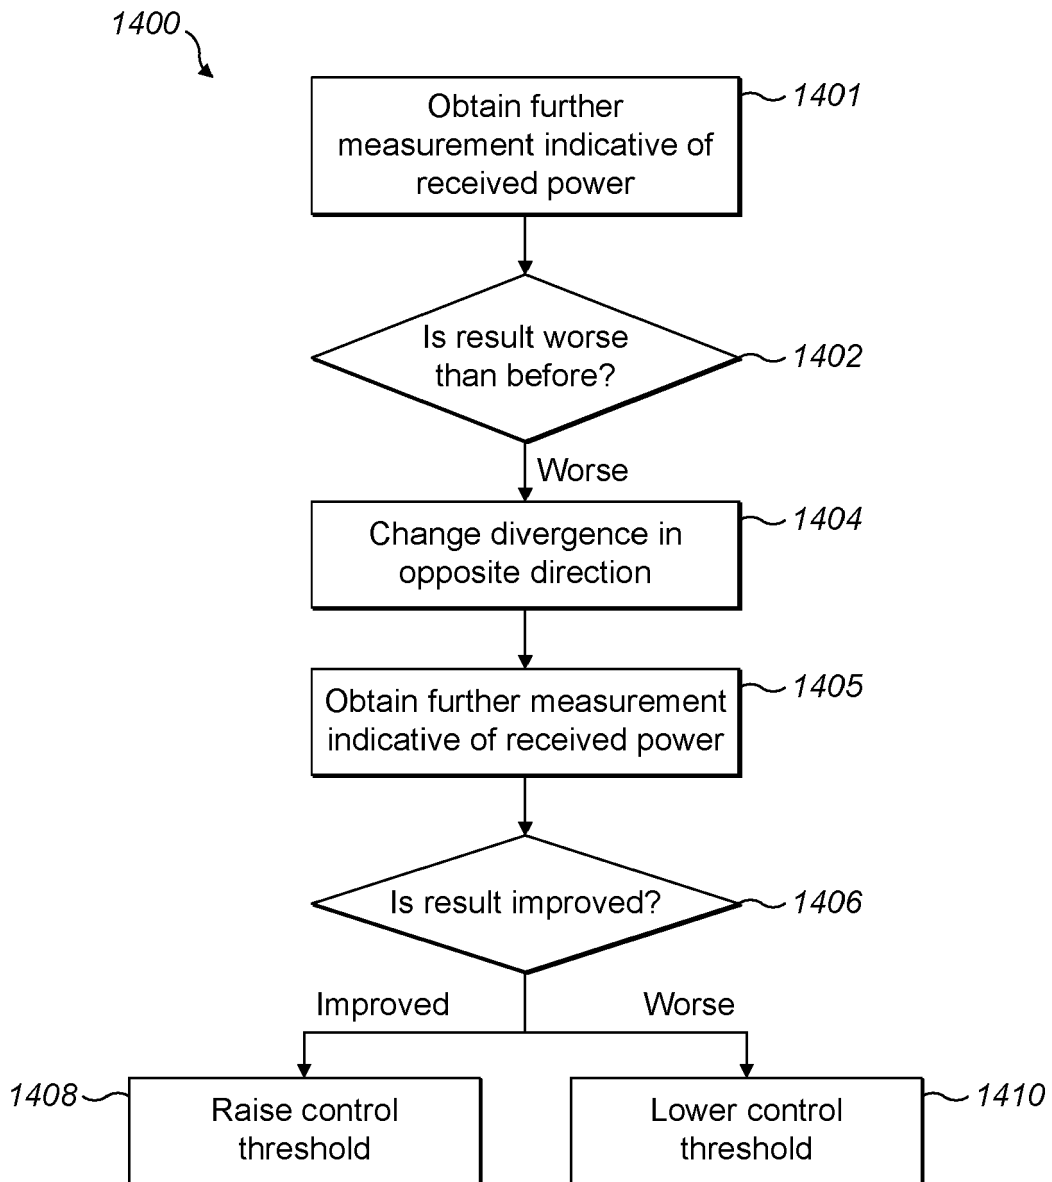 1400
Obtain further
measurement indicative of
received power
1401
Is result worse
than before?
1402
Worse
Change divergence in
opposite direction
1404
Obtain further measurement
indicative of received power
1405
Is result improved?
1406
Improved
Worse
1408
Raise control
threshold
Lower control
threshold
1410